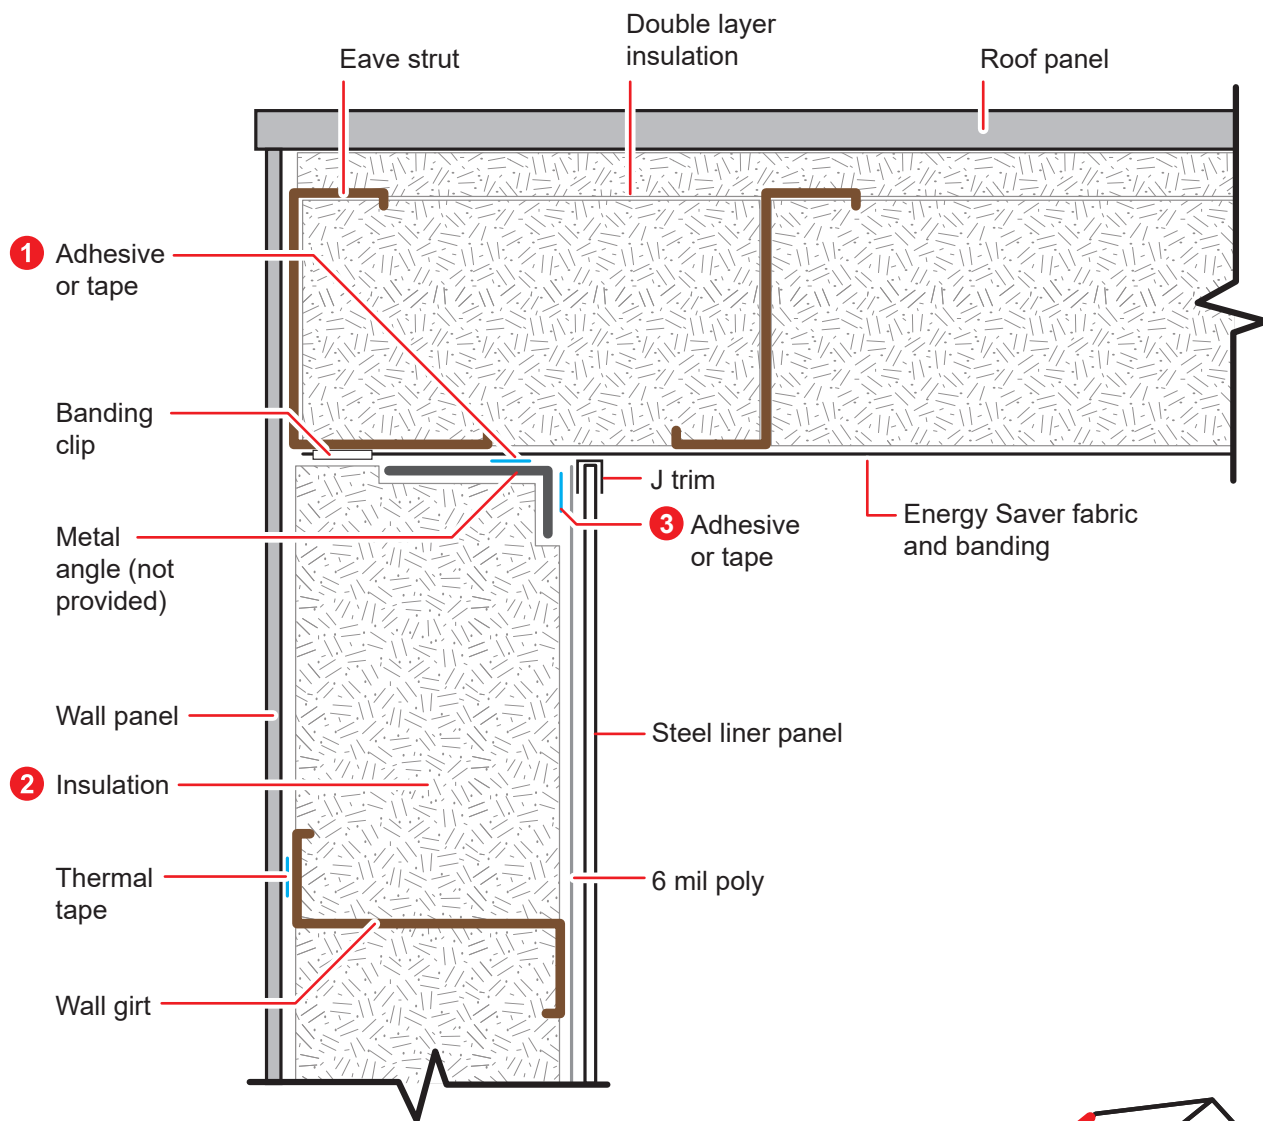 Double layer
insulation
Eave strut
Roof panel
1 Adhesive
or tape
Banding
clip
J trim
3 Adhesive
or tape
Energy Saver fabric
and banding
Metal
angle (not
provided)
Wall panel
Steel liner panel
2 Insulation
Thermal
tape
6 mil poly
Wall girt